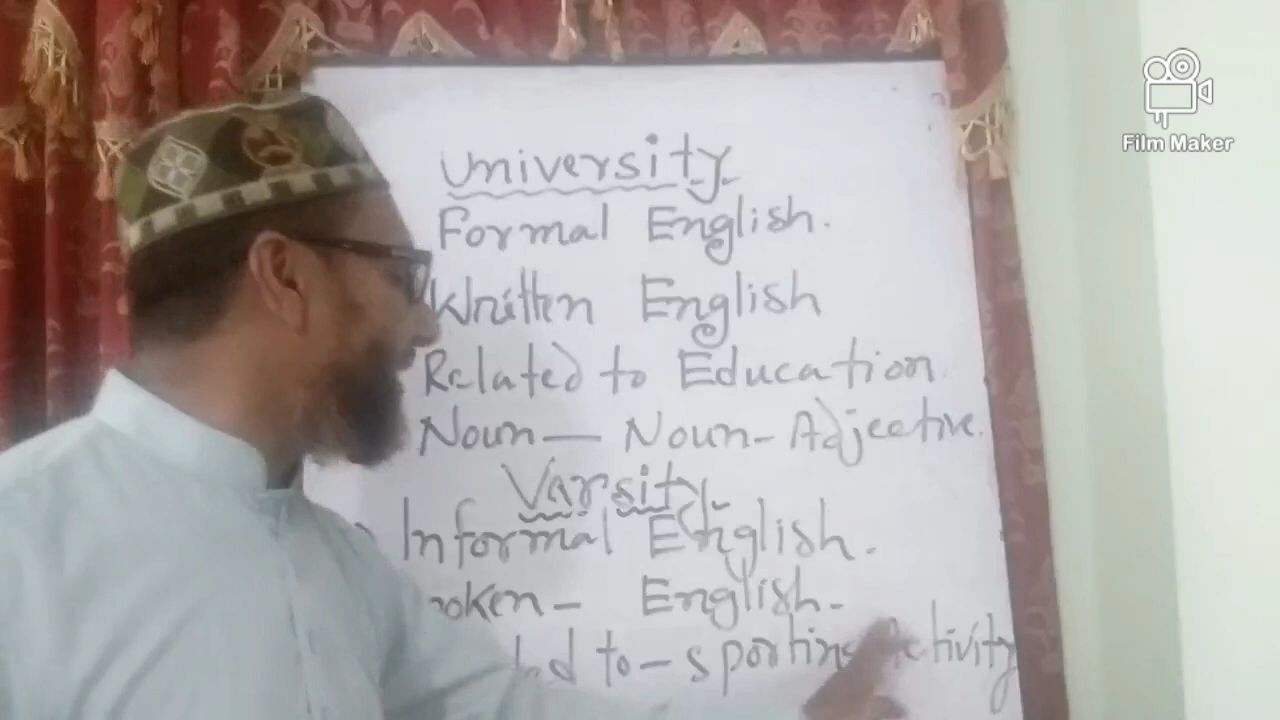 University
Formal English.
Written English
Related to Education.
Noun — Noun - Adjective.
Varsity.
Informal English.
English-
to - sporting Activity
Film Maker